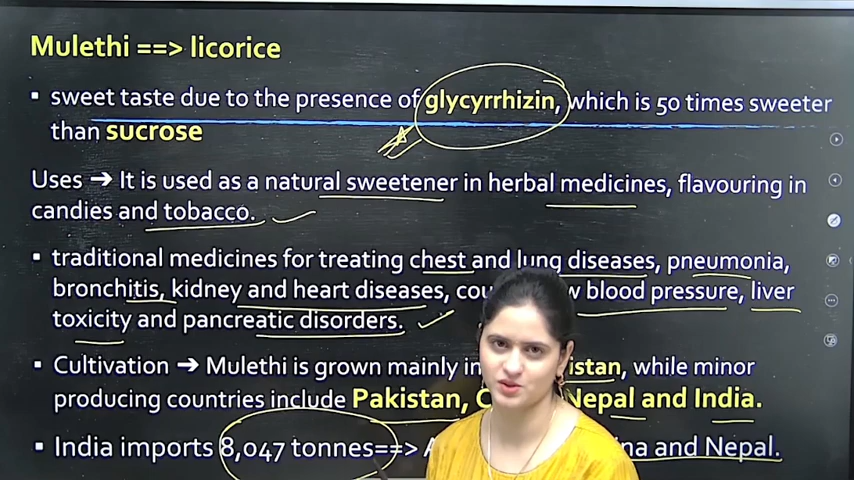 Mulethi ==> licorice
▪ sweet taste due to the presence of glycyrrhizin, which is 50 times sweeter
than sucrose
Uses ➔ It is used as a natural sweetener in herbal medicines, flavouring in
candies and tobacco.
▪ traditional medicines for treating chest and lung diseases, pneumonia,
bronchitis, kidney and heart diseases, blood pressure, liver
toxicity and pancreatic disorders.
▪ Cultivation ➔ Mulethi is grown mainly in while minor
producing countries include Pakistan, Nepal and India.
▪ India imports 8,047 tonnes==> and Nepal.